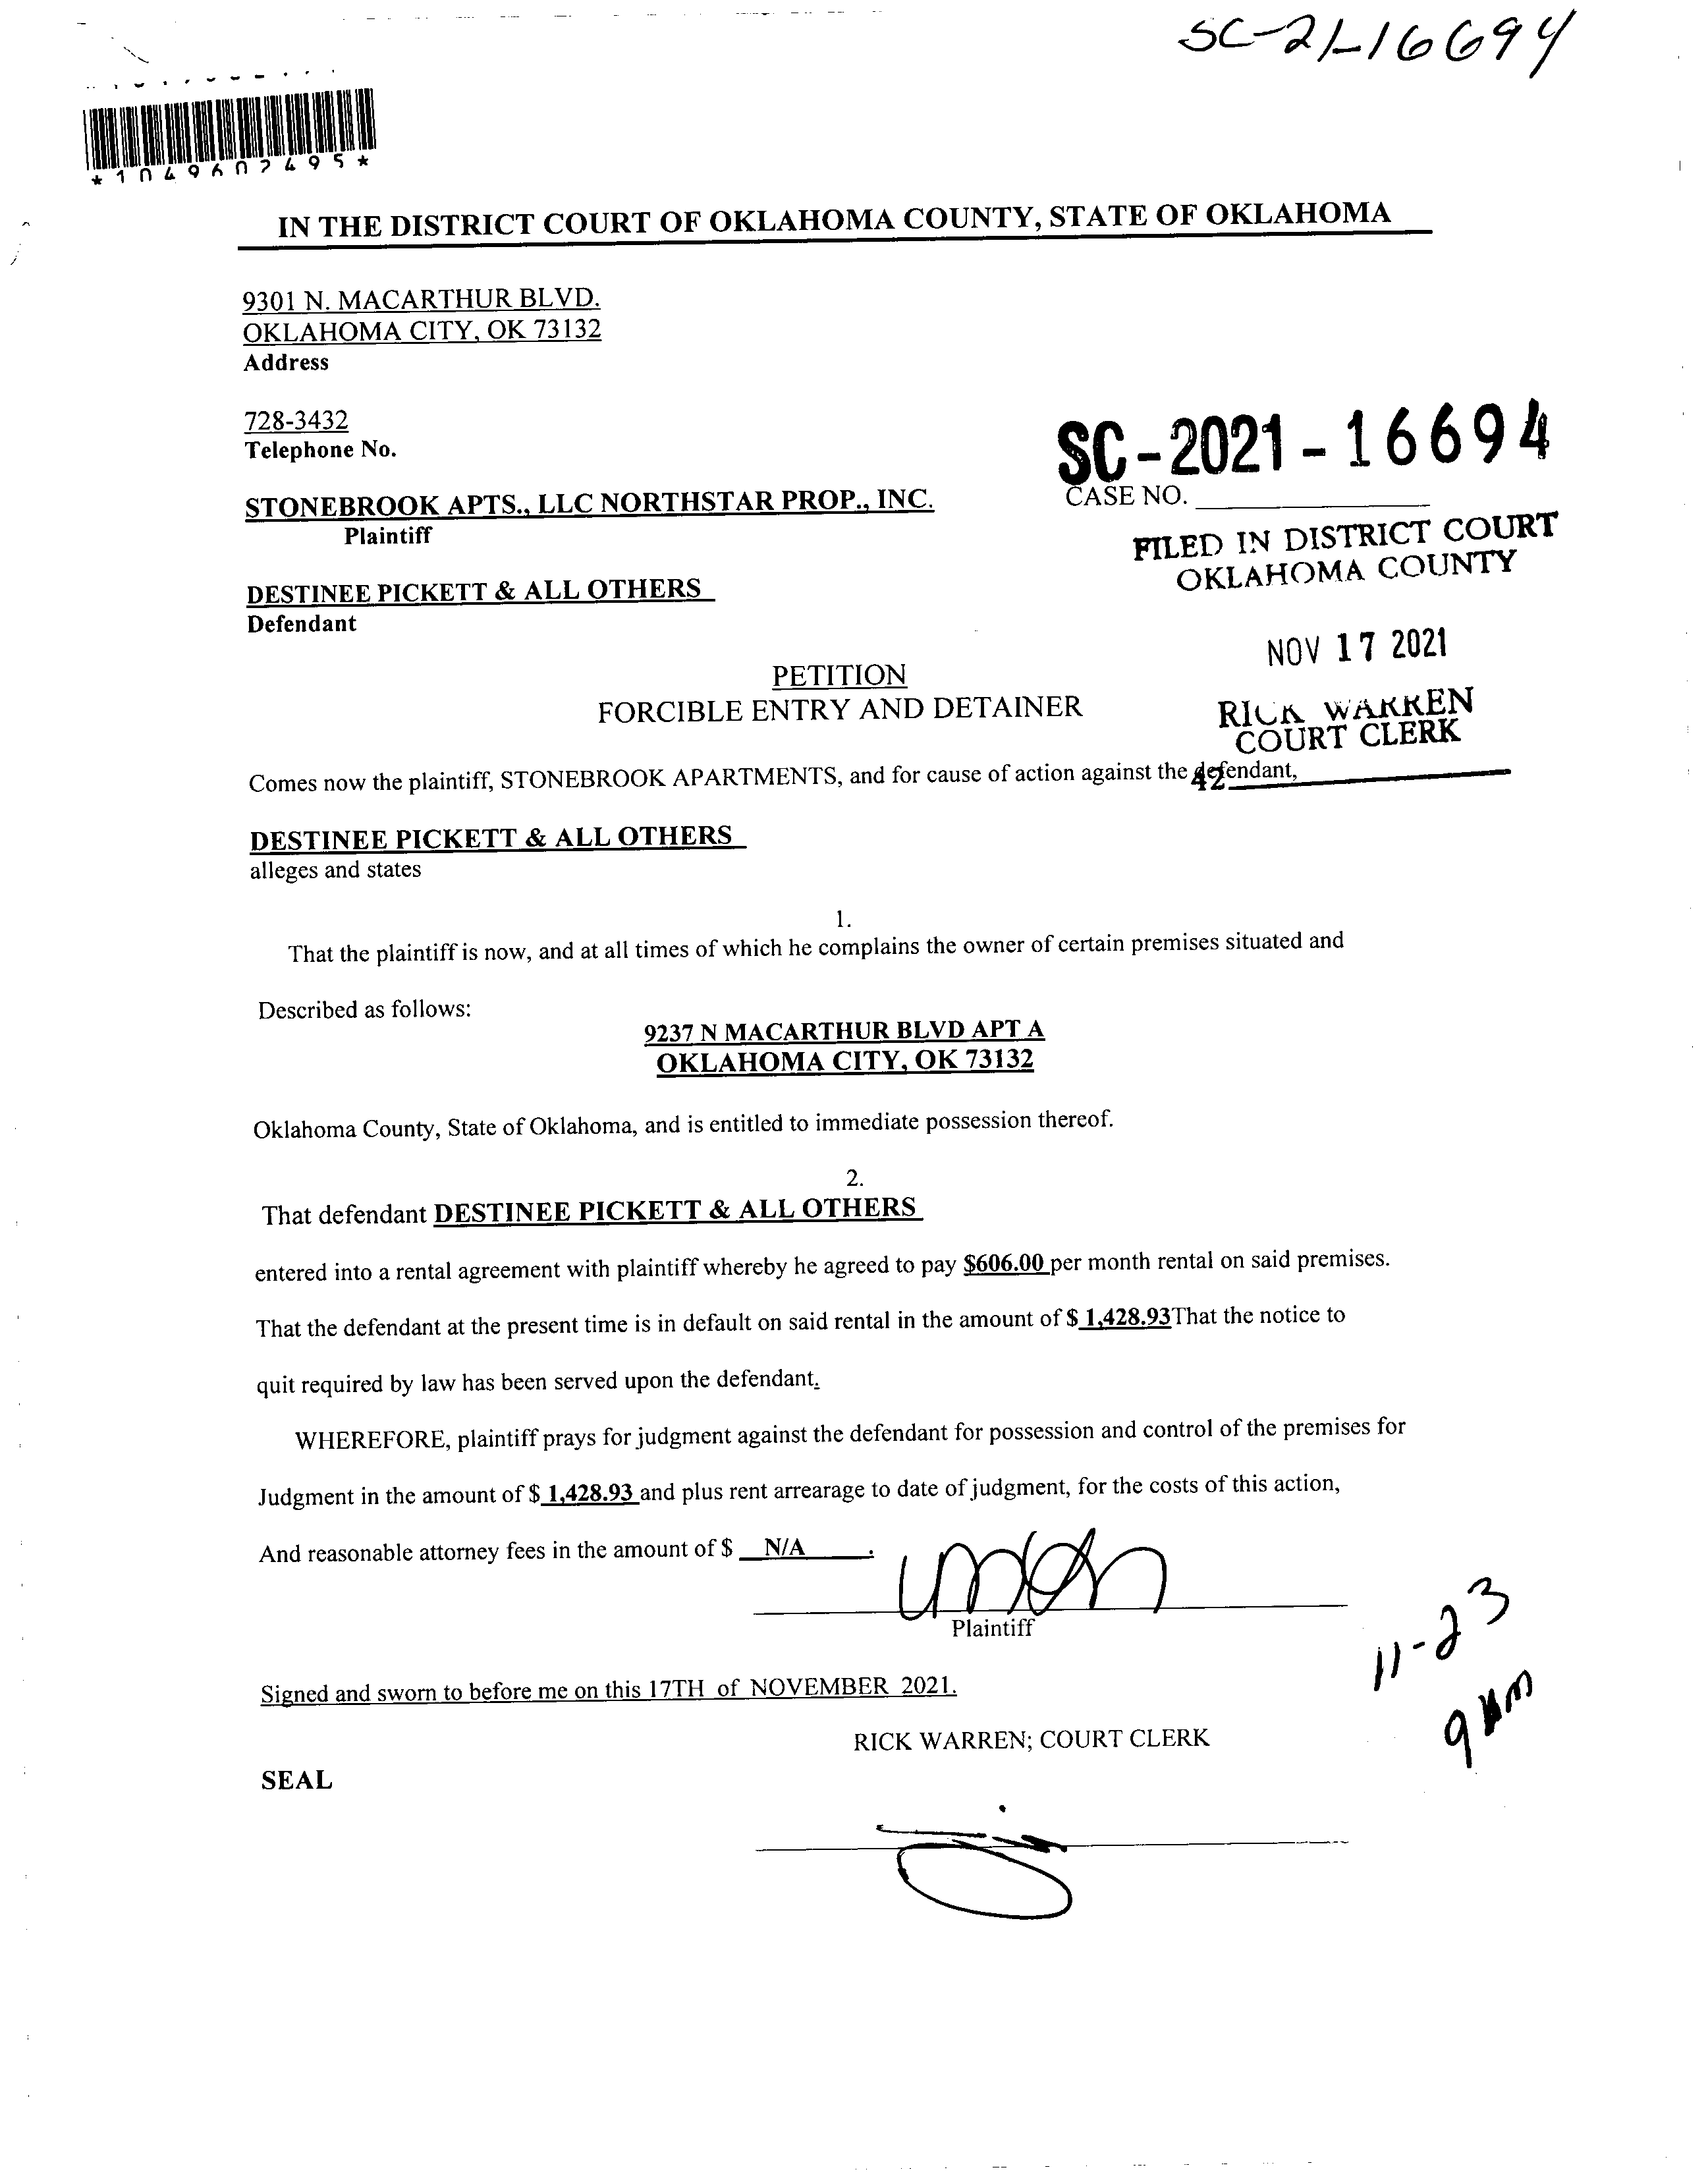 SC-21-16694
*1049602495*
IN THE DISTRICT COURT OF OKLAHOMA COUNTY, STATE OF OKLAHOMA
9301 N. MACARTHUR BLVD.
OKLAHOMA CITY, OK 73132
Address
728-3432
Telephone No.
SC-2021-16694
STONEBROOK APTS., LLC NORTHSTAR PROP., INC.
CASE NO.
Plaintiff
FILED IN DISTRICT COURT
OKLAHOMA COUNTY
DESTINEE PICKETT & ALL OTHERS
Defendant
NOV 17 2021
PETITION
FORCIBLE ENTRY AND DETAINER
RICK WARREN
COURT CLERK
42
Comes now the plaintiff, STONEBROOK APARTMENTS, and for cause of action against the defendant,
DESTINEE PICKETT & ALL OTHERS
alleges and states
1.
That the plaintiff is now, and at all times of which he complains the owner of certain premises situated and
Described as follows:
9237 N MACARTHUR BLVD APT A
OKLAHOMA CITY, OK 73132
Oklahoma County, State of Oklahoma, and is entitled to immediate possession thereof.
2.
That defendant DESTINEE PICKETT & ALL OTHERS
entered into a rental agreement with plaintiff whereby he agreed to pay $606.00 per month rental on said premises.
That the defendant at the present time is in default on said rental in the amount of $ 1,428.93That the notice to
quit required by law has been served upon the defendant.
WHEREFORE, plaintiff prays for judgment against the defendant for possession and control of the premises for
Judgment in the amount of $ 1,428.93 and plus rent arrearage to date of judgment, for the costs of this action,
And reasonable attorney fees in the amount of $ N/A .
Plaintiff
11-23
9 AM
Signed and sworn to before me on this 17TH of NOVEMBER 2021.
RICK WARREN; COURT CLERK
SEAL